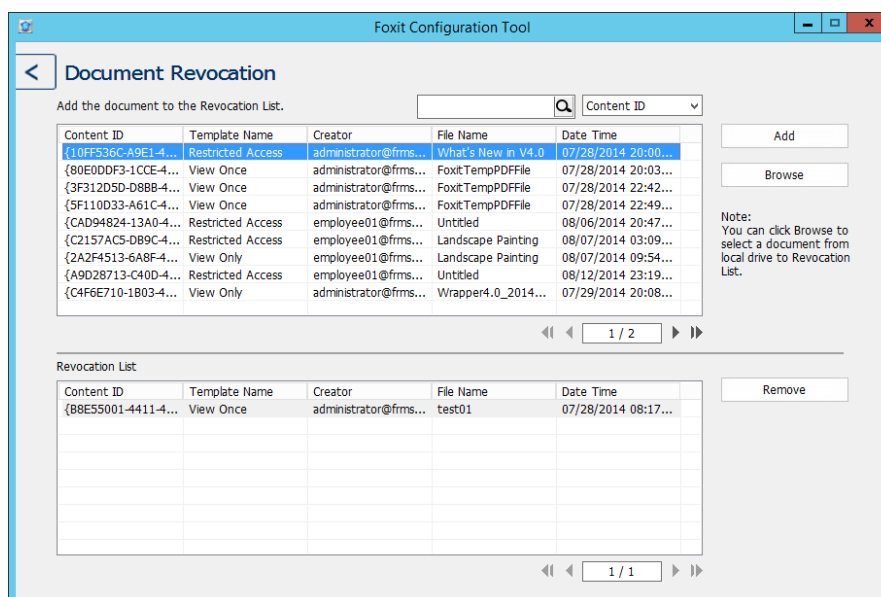 Foxit Configuration Tool
<
Document Revocation
Add the document to the Revocation List.
Content ID
Content ID Template Name Creator File Name Date Time
{10FF536C-A9E1-4... Restricted Access administrator@frms... What's New in V4.0 07/28/2014 20:00...
{80E0DDF3-1CCE-4... View Once administrator@frms... FoxitTempPDFFile 07/28/2014 20:03...
{3F312D5D-D8BB-4... View Once administrator@frms... FoxitTempPDFFile 07/28/2014 22:42...
{5F110D33-A61C-4... View Once administrator@frms... FoxitTempPDFFile 07/28/2014 22:49...
{CAD94824-13A0-4... Restricted Access employee01@frms... Untitled 08/06/2014 20:47...
{C2157AC5-DB9C-4... Restricted Access employee01@frms... Landscape Painting 08/07/2014 03:09...
{2A2F4513-6A8F-4... View Only employee01@frms... Landscape Painting 08/07/2014 09:54...
{A9D28713-C40D-4... Restricted Access employee01@frms... Untitled 08/12/2014 23:19...
{C4F6E710-1B03-4... View Only administrator@frms... Wrapper4.0_2014... 07/29/2014 20:08...
1 / 2
Add
Browse
Note:
You can click Browse to
select a document from
local drive to Revocation
List.
Revocation List
Content ID Template Name Creator File Name Date Time
{B8E55001-4411-4... View Once administrator@frms... test01 07/28/2014 08:17...
Remove
1 / 1